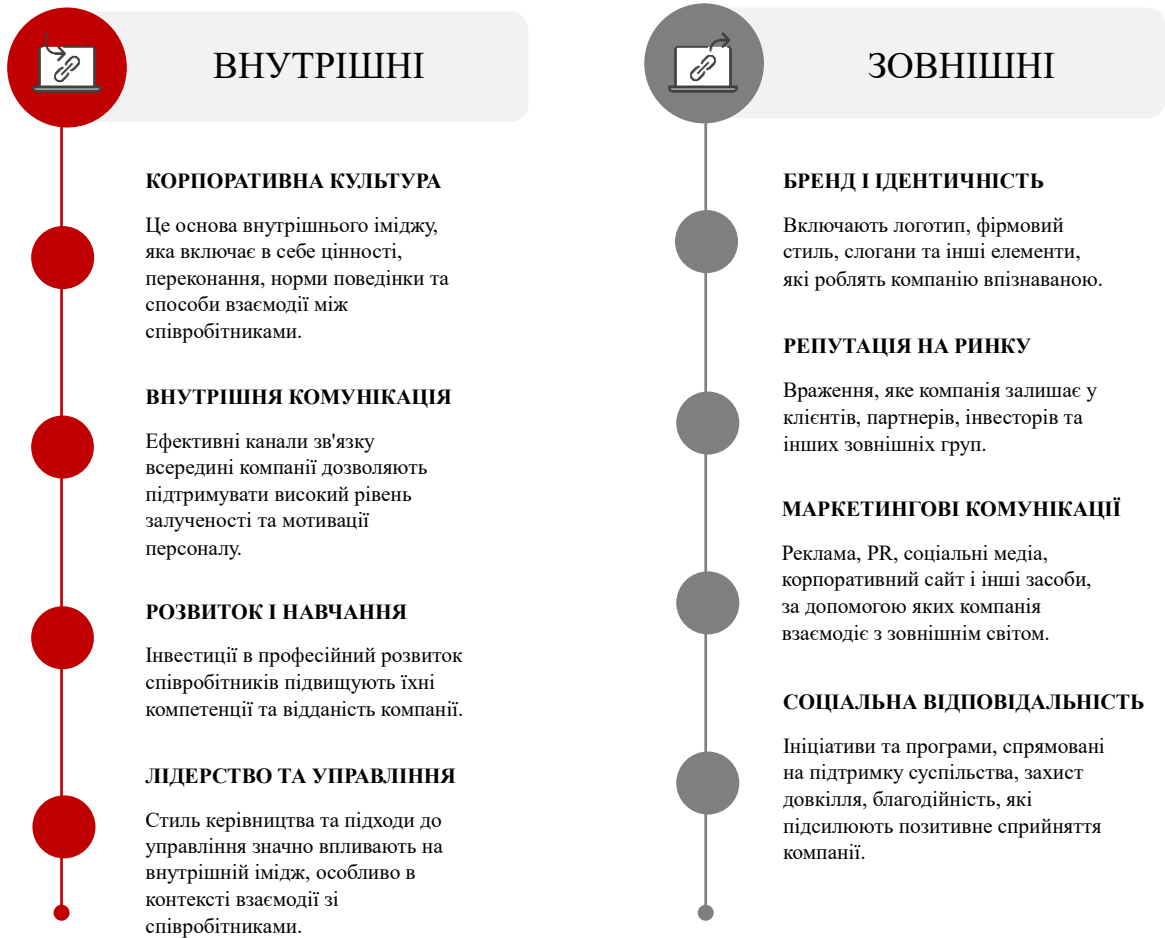 ВНУТРІШНІ
КОРПОРАТИВНА КУЛЬТУРА
Це основа внутрішнього іміджу,
яка включає в себе цінності,
переконання, норми поведінки та
способи взаємодії між
співробітниками.
ВНУТРІШНЯ КОМУНІКАЦІЯ
Ефективні канали зв'язку
всередині компанії дозволяють
підтримувати високий рівень
залученості та мотивації
персоналу.
РОЗВИТОК І НАВЧАННЯ
Інвестиції в професійний розвиток
співробітників підвищують їхні
компетенції та відданість компанії.
ЛІДЕРСТВО ТА УПРАВЛІННЯ
Стиль керівництва та підходи до
управління значно впливають на
внутрішній імідж, особливо в
контексті взаємодії зі
співробітниками.
ЗОВНІШНІ
БРЕНД І ІДЕНТИЧНІСТЬ
Включають логотип, фірмовий
стиль, слогани та інші елементи,
які роблять компанію впізнаваною.
РЕПУТАЦІЯ НА РИНКУ
Враження, яке компанія залишає у
клієнтів, партнерів, інвесторів та
інших зовнішніх груп.
МАРКЕТИНГОВІ КОМУНІКАЦІЇ
Реклама, PR, соціальні медіа,
корпоративний сайт і інші засоби,
за допомогою яких компанія
взаємодіє з зовнішнім світом.
СОЦІАЛЬНА ВІДПОВІДАЛЬНІСТЬ
Ініціативи та програми, спрямовані
на підтримку суспільства, захист
довкілля, благодійність, які
підсилюють позитивне сприйняття
компанії.